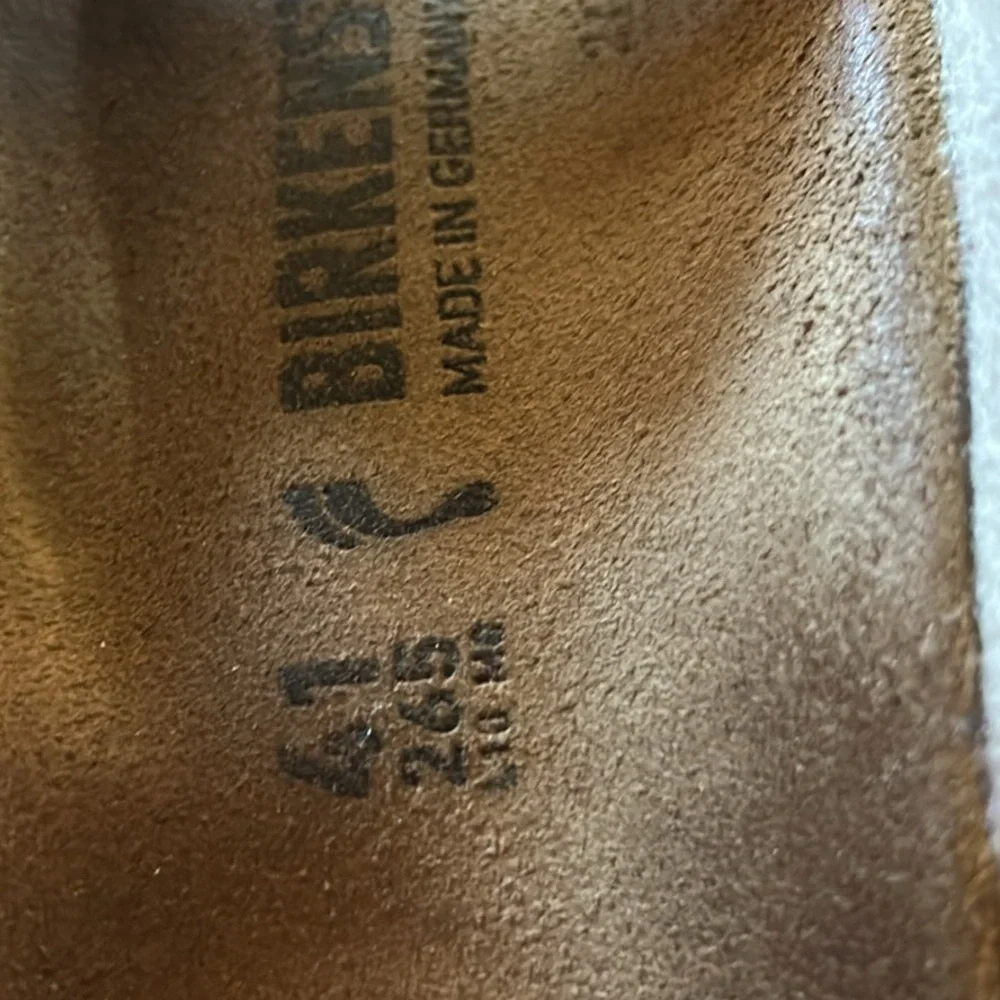 41
265
L10 M8
BIRKENS
MADE IN GERMANY